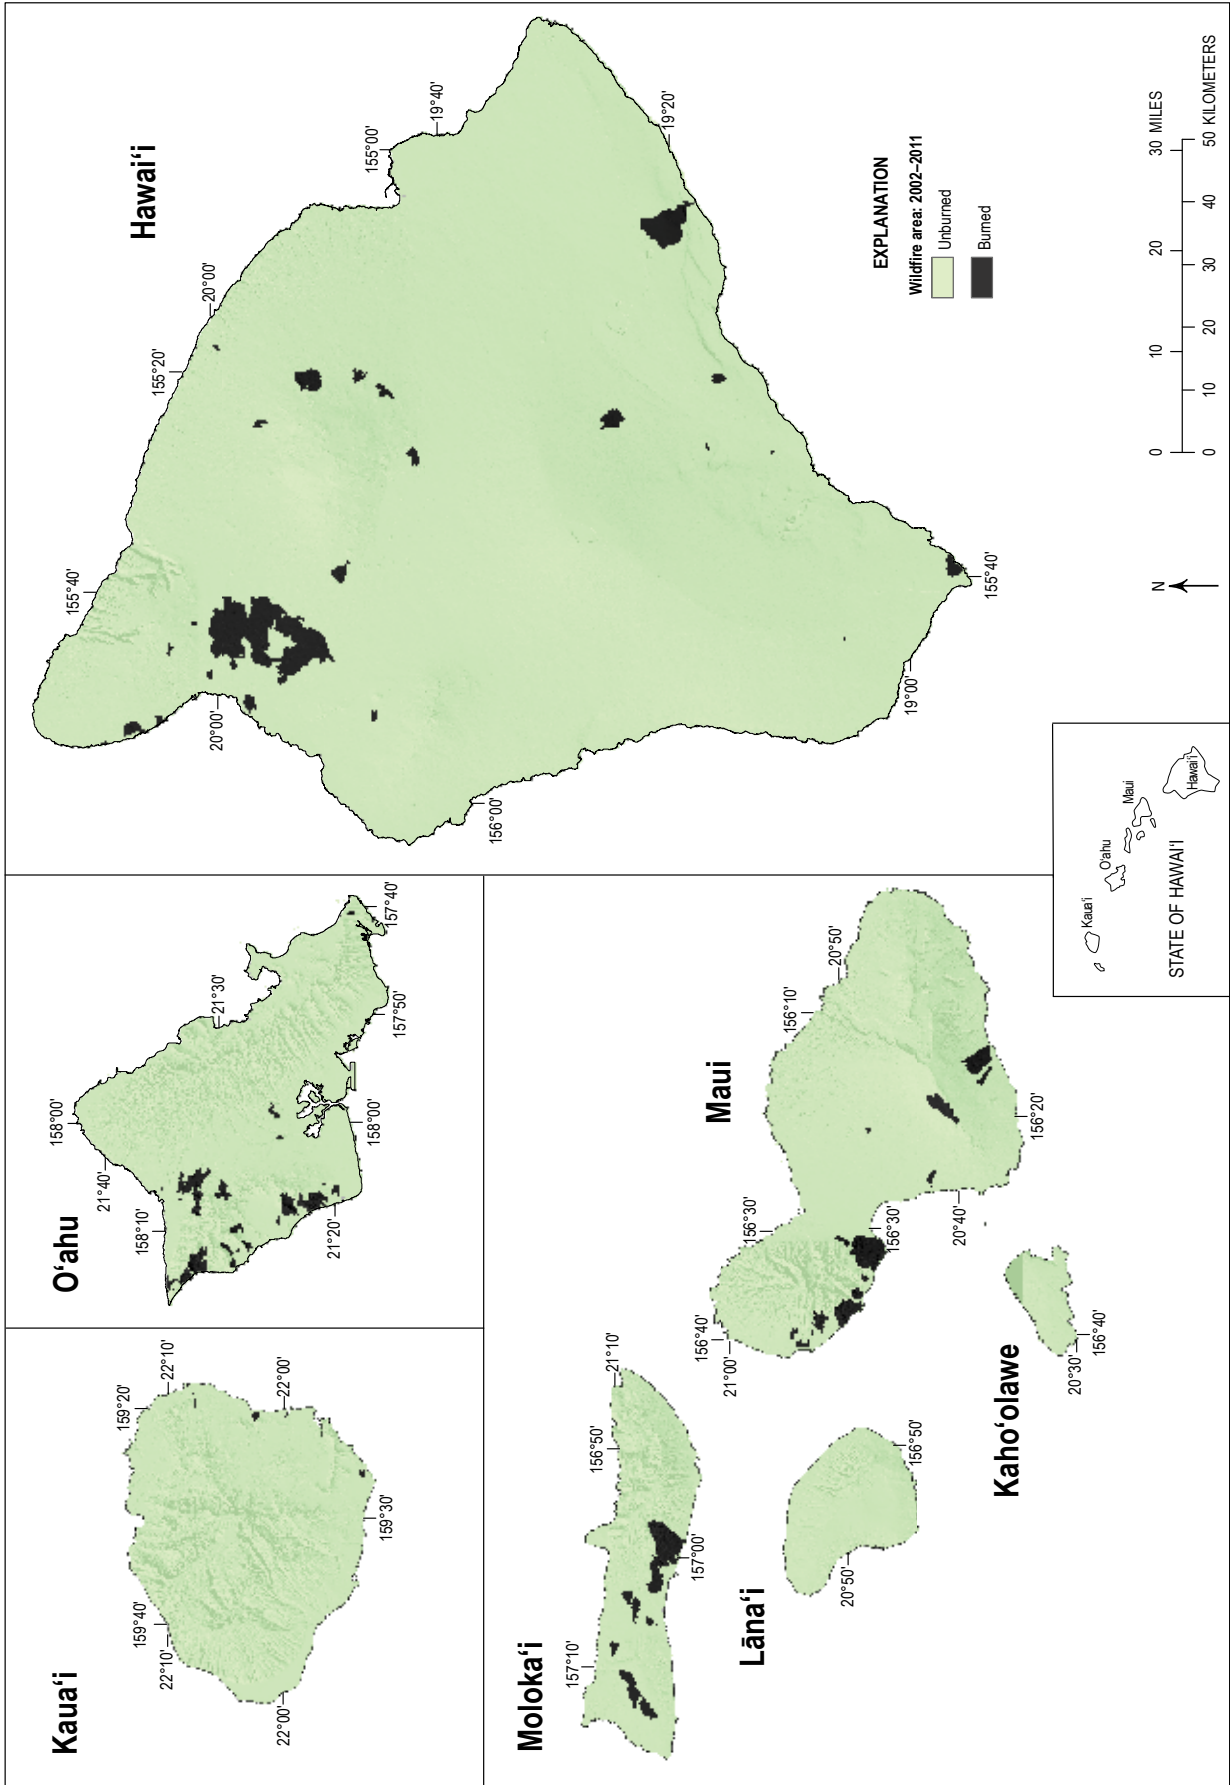 Kaua‘i
159°40'
22°10'
22°00'
159°30'
159°20'
22°10'
22°00'
O‘ahu
158°10'
21°40'
158°00'
21°30'
21°20'
158°00'
157°50'
157°40'
Hawai‘i
155°40'
155°20'
20°00'
155°00'
19°40'
19°20'
20°00'
156°00'
19°00'
155°40'
Moloka‘i
157°10'
157°00'
156°50'
21°10'
Lāna‘i
20°50'
156°50'
Maui
156°40'
21°00'
156°30'
156°30'
20°40'
156°20'
156°10'
20°50'
Kaho‘olawe
20°30'
156°40'
EXPLANATION
Wildfire area: 2002–2011
Unburned
Burned
N
0 10 20 30 MILES
0 10 20 30 40 50 KILOMETERS
Kaua‘i
O‘ahu
Maui
Hawai‘i
STATE OF HAWAI‘I